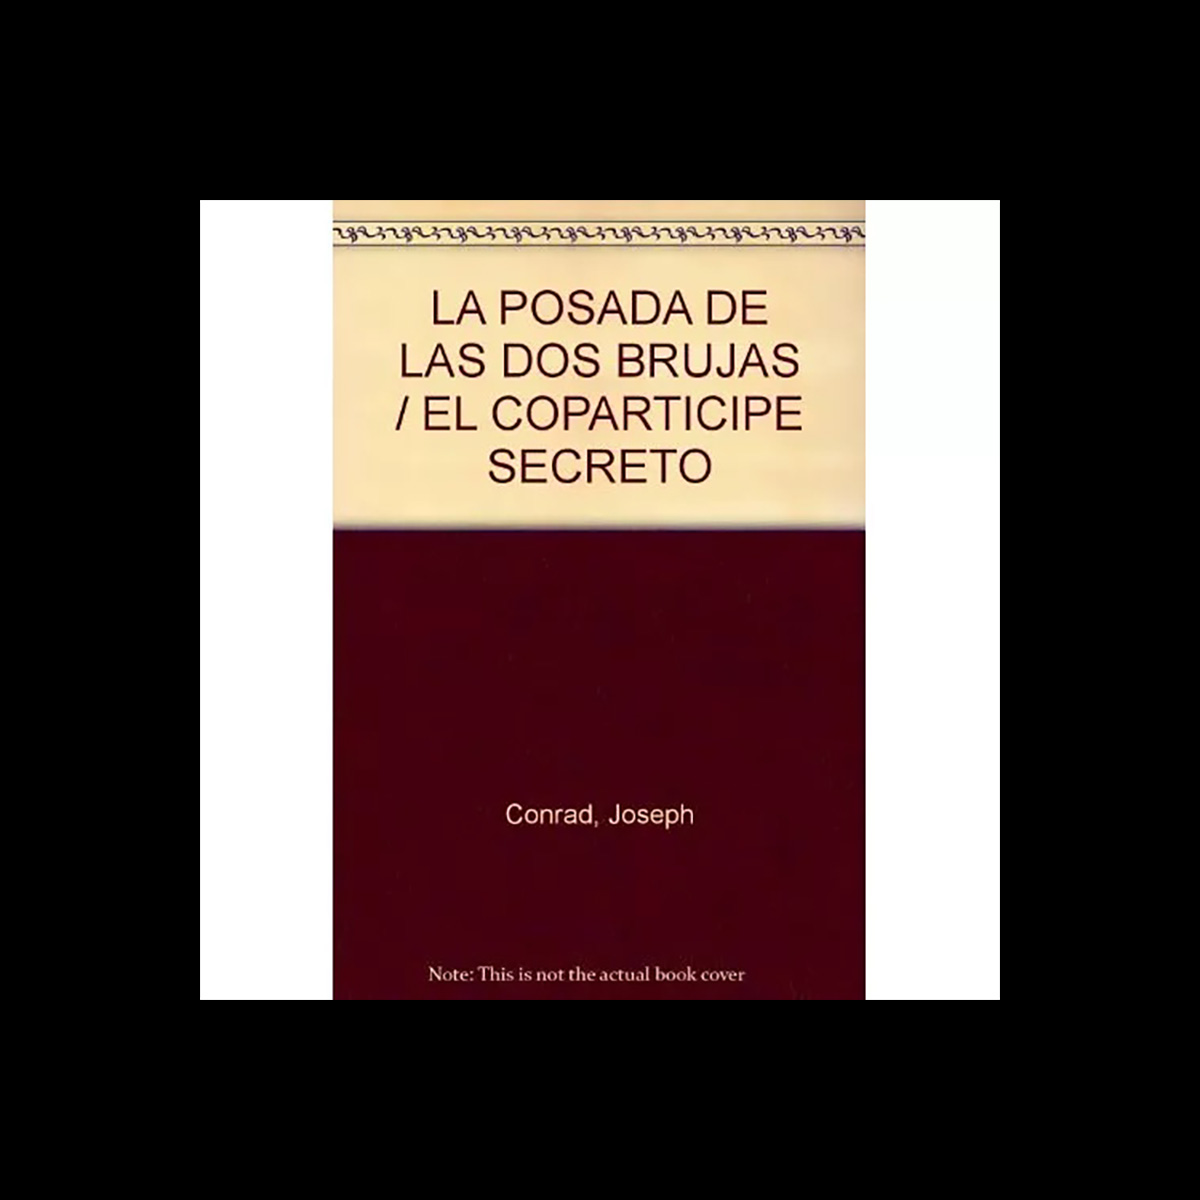 LA POSADA DE
LAS DOS BRUJAS
/ EL COPARTICIPE
SECRETO
Conrad, Joseph
Note: This is not the actual book cover